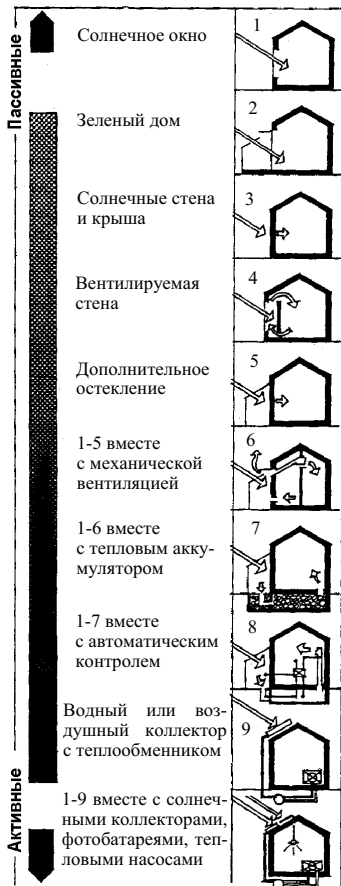 Пассивные
Солнечное окно
1
Зеленый дом
2
Солнечные стена
и крыша
3
Вентилируемая
стена
4
Дополнительное
остекление
5
1-5 вместе
с механической
вентиляцией
6
1-6 вместе
с тепловым акку-
мулятором
7
1-7 вместе
с автоматическим
контролем
8
Водный или воз-
душный коллектор
с теплообменником
9
1-9 вместе с солнеч-
ными коллекторами,
фотобатареями, теп-
ловыми насосами
Активные